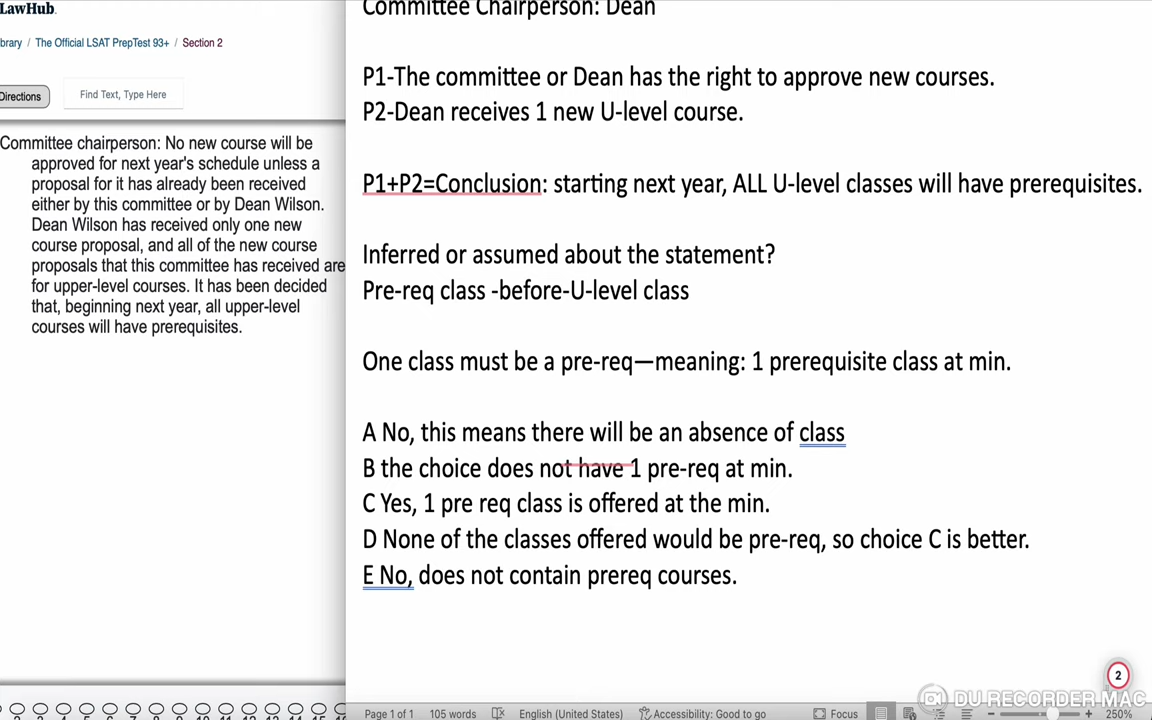 LawHub
Committee Chairperson: Dean
brary / The Official LSAT PrepTest 93+ / Section 2
Directions
Find Text, Type Here
Committee chairperson: No new course will be
approved for next year's schedule unless a
proposal for it has already been received
either by this committee or by Dean Wilson.
Dean Wilson has received only one new
course proposal, and all of the new course
proposals that this committee has received are
for upper-level courses. It has been decided
that, beginning next year, all upper-level
courses will have prerequisites.
P1-The committee or Dean has the right to approve new courses.
P2-Dean receives 1 new U-level course.
P1+P2=Conclusion: starting next year, ALL U-level classes will have prerequisites.
Inferred or assumed about the statement?
Pre-req class -before-U-level class
One class must be a pre-req—meaning: 1 prerequisite class at min.
A No, this means there will be an absence of class
B the choice does not have 1 pre-req at min.
C Yes, 1 pre req class is offered at the min.
D None of the classes offered would be pre-req, so choice C is better.
E No, does not contain prereq courses.
2
DU RECORDER MAC
Page 1 of 1 105 words English (United States) Accessibility: Good to go Focus 250%